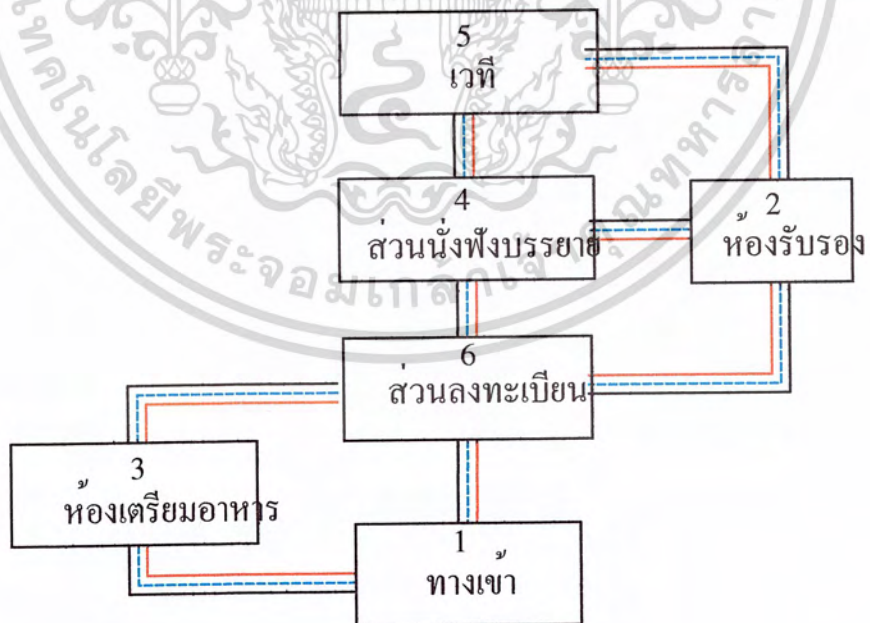 5
เวที
4
ส่วนนั่งฟังบรรยาย
2
ห้องรับรอง
6
ส่วนลงทะเบียน
3
ห้องเตรียมอาหาร
1
ทางเข้า